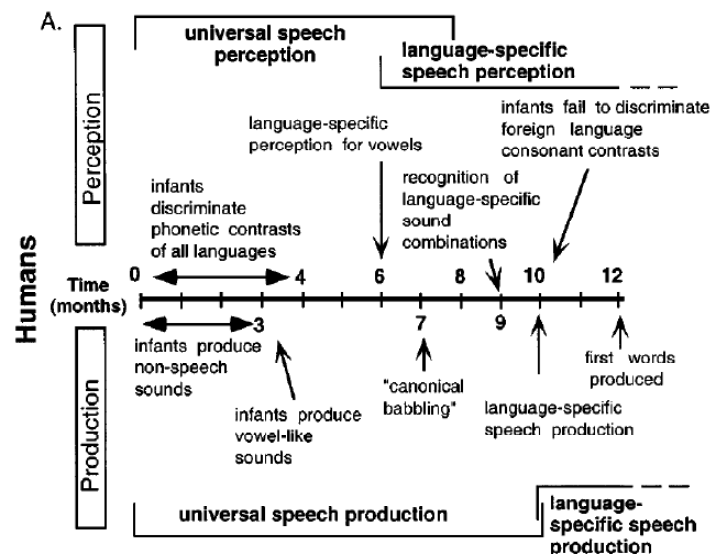 A.
universal speech
perception
language-specific
speech perception
Perception
language-specific
perception for vowels
infants fail to discriminate
foreign language
consonant contrasts
infants
discriminate
phonetic contrasts
of all languages
recognition of
language-specific
sound
combinations
Humans
Time
(months)
0 4 6 8 10 12
3 7 9
Production
infants produce
non-speech
sounds
infants produce
vowel-like
sounds
"canonical
babbling"
language-specific
speech production
first words
produced
universal speech production
language-
specific speech
production